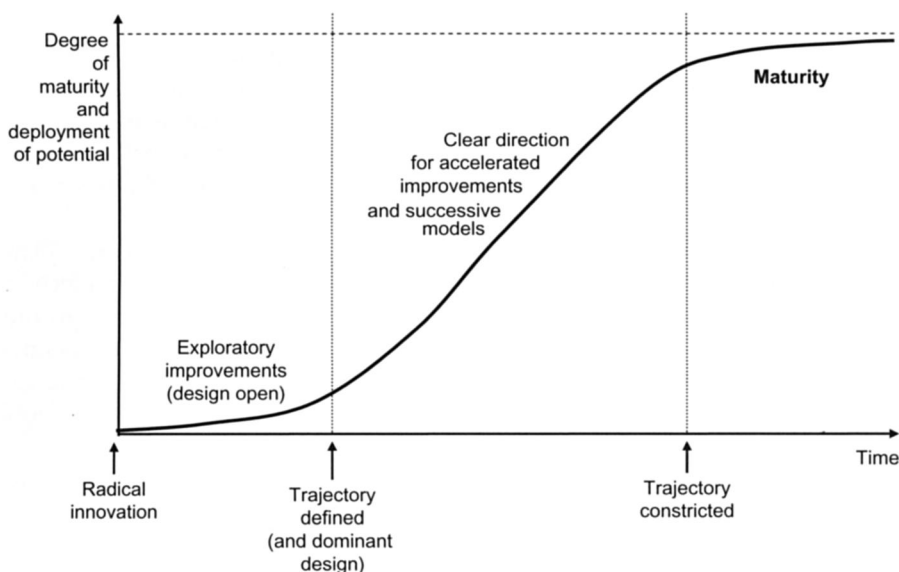 Degree
of
maturity
and
deployment
of potential
Maturity
Clear direction
for accelerated
improvements
and successive
models
Exploratory
improvements
(design open)
Time
Radical
innovation
Trajectory
defined
(and dominant
design)
Trajectory
constricted